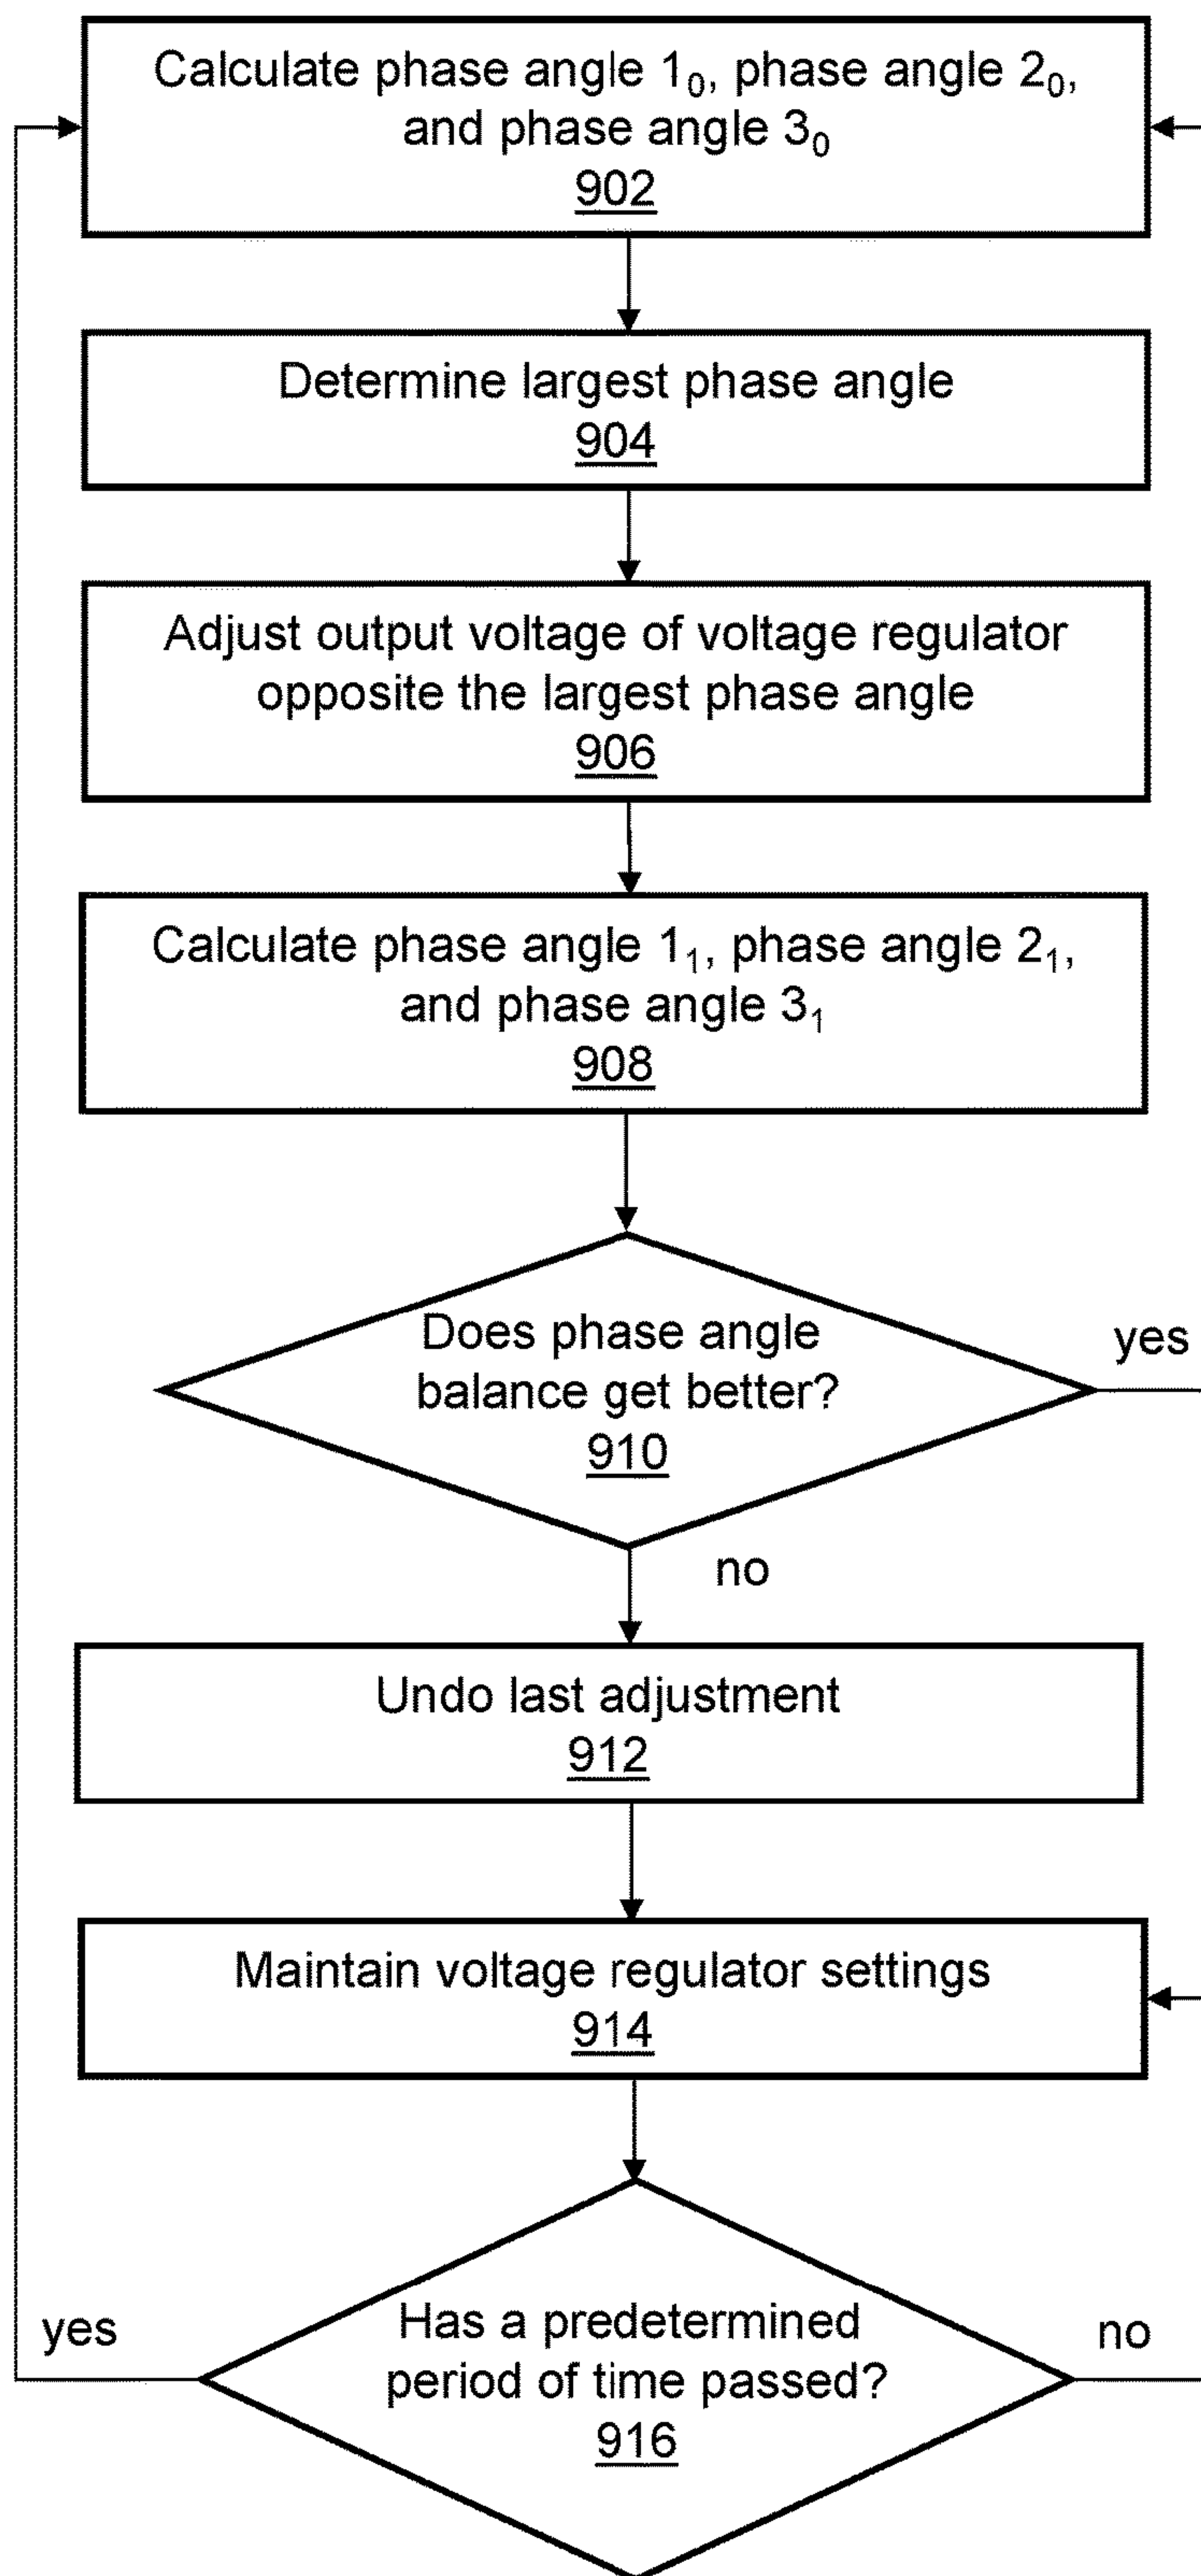 Calculate phase angle 1₀, phase angle 2₀,
and phase angle 3₀
902
Determine largest phase angle
904
Adjust output voltage of voltage regulator
opposite the largest phase angle
906
Calculate phase angle 1₁, phase angle 2₁,
and phase angle 3₁
908
Does phase angle
balance get better?
910
yes
no
Undo last adjustment
912
Maintain voltage regulator settings
914
Has a predetermined
period of time passed?
916
yes
no